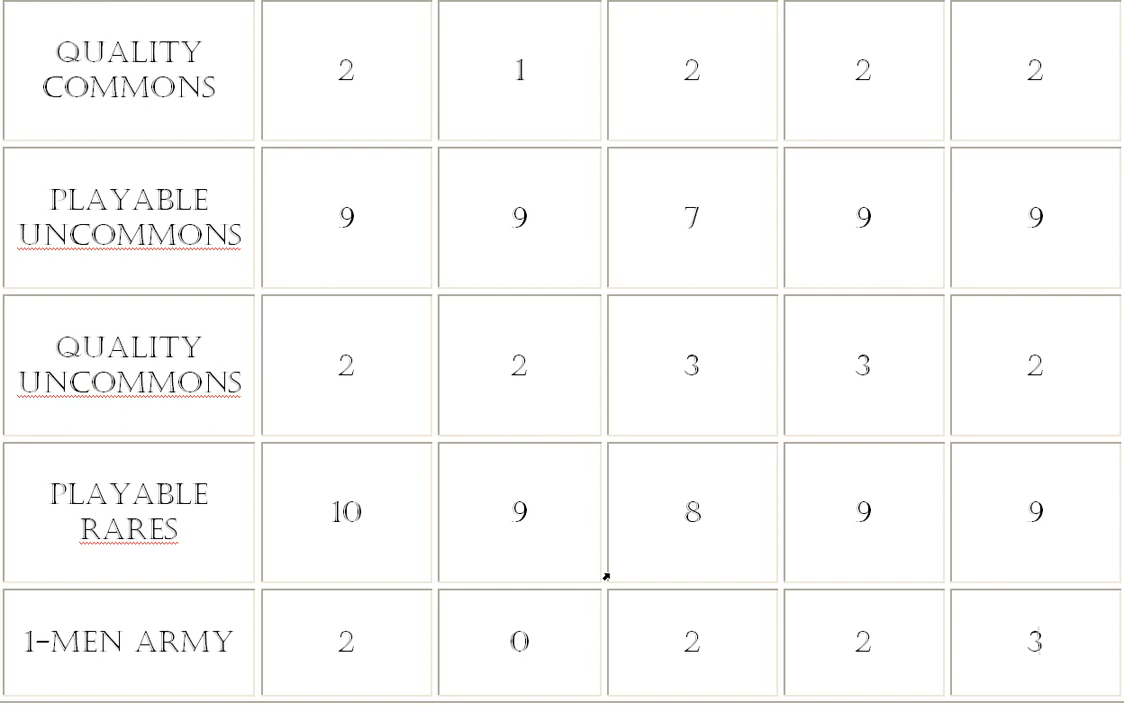 QUALITY
COMMONS
2 1 2 2 2
PLAYABLE
UNCOMMONS
9 9 7 9 9
QUALITY
UNCOMMONS
2 2 3 3 2
PLAYABLE
RARES
10 9 8 9 9
1-MEN ARMY 2 0 2 2 3